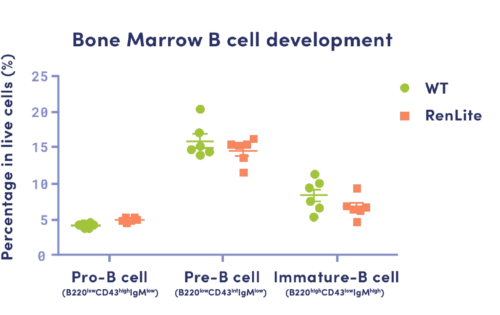 Bone Marrow B cell development
Percentage in live cells (%)
25
20
15
10
5
0
WT
RenLite
Pro-B cell
(B220lowCD43highIgMlow)
Pre-B cell
(B220lowCD43intIgMlow)
Immature-B cell
(B220highCD43lowIgMhigh)